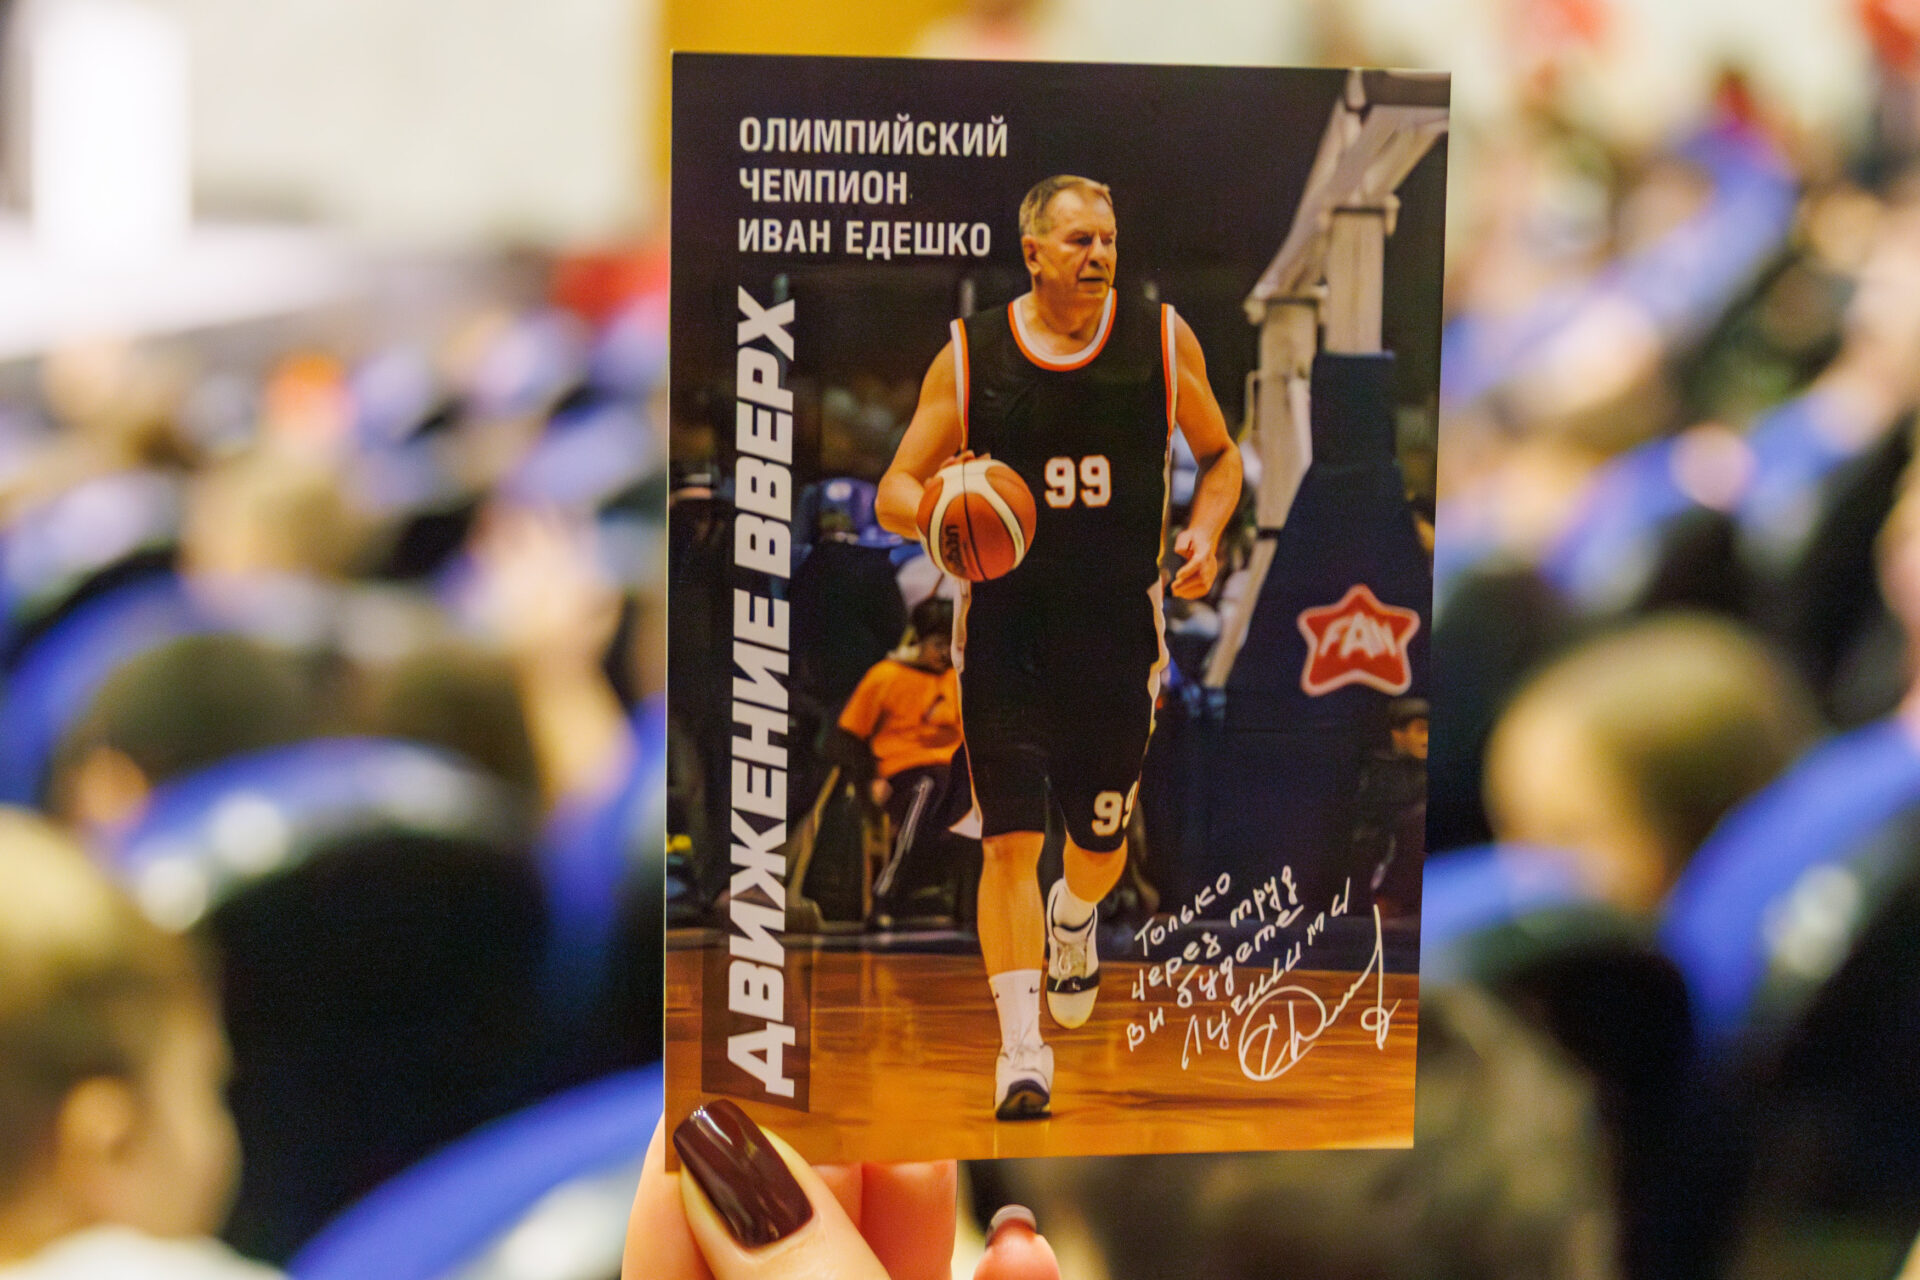 ОЛИМПИЙСКИЙ
ЧЕМПИОН
ИВАН ЕДЕШКО
ДВИЖЕНИЕ ВВЕРХ
99
FAN
99
Только
через труд
вы будете
Лучшими